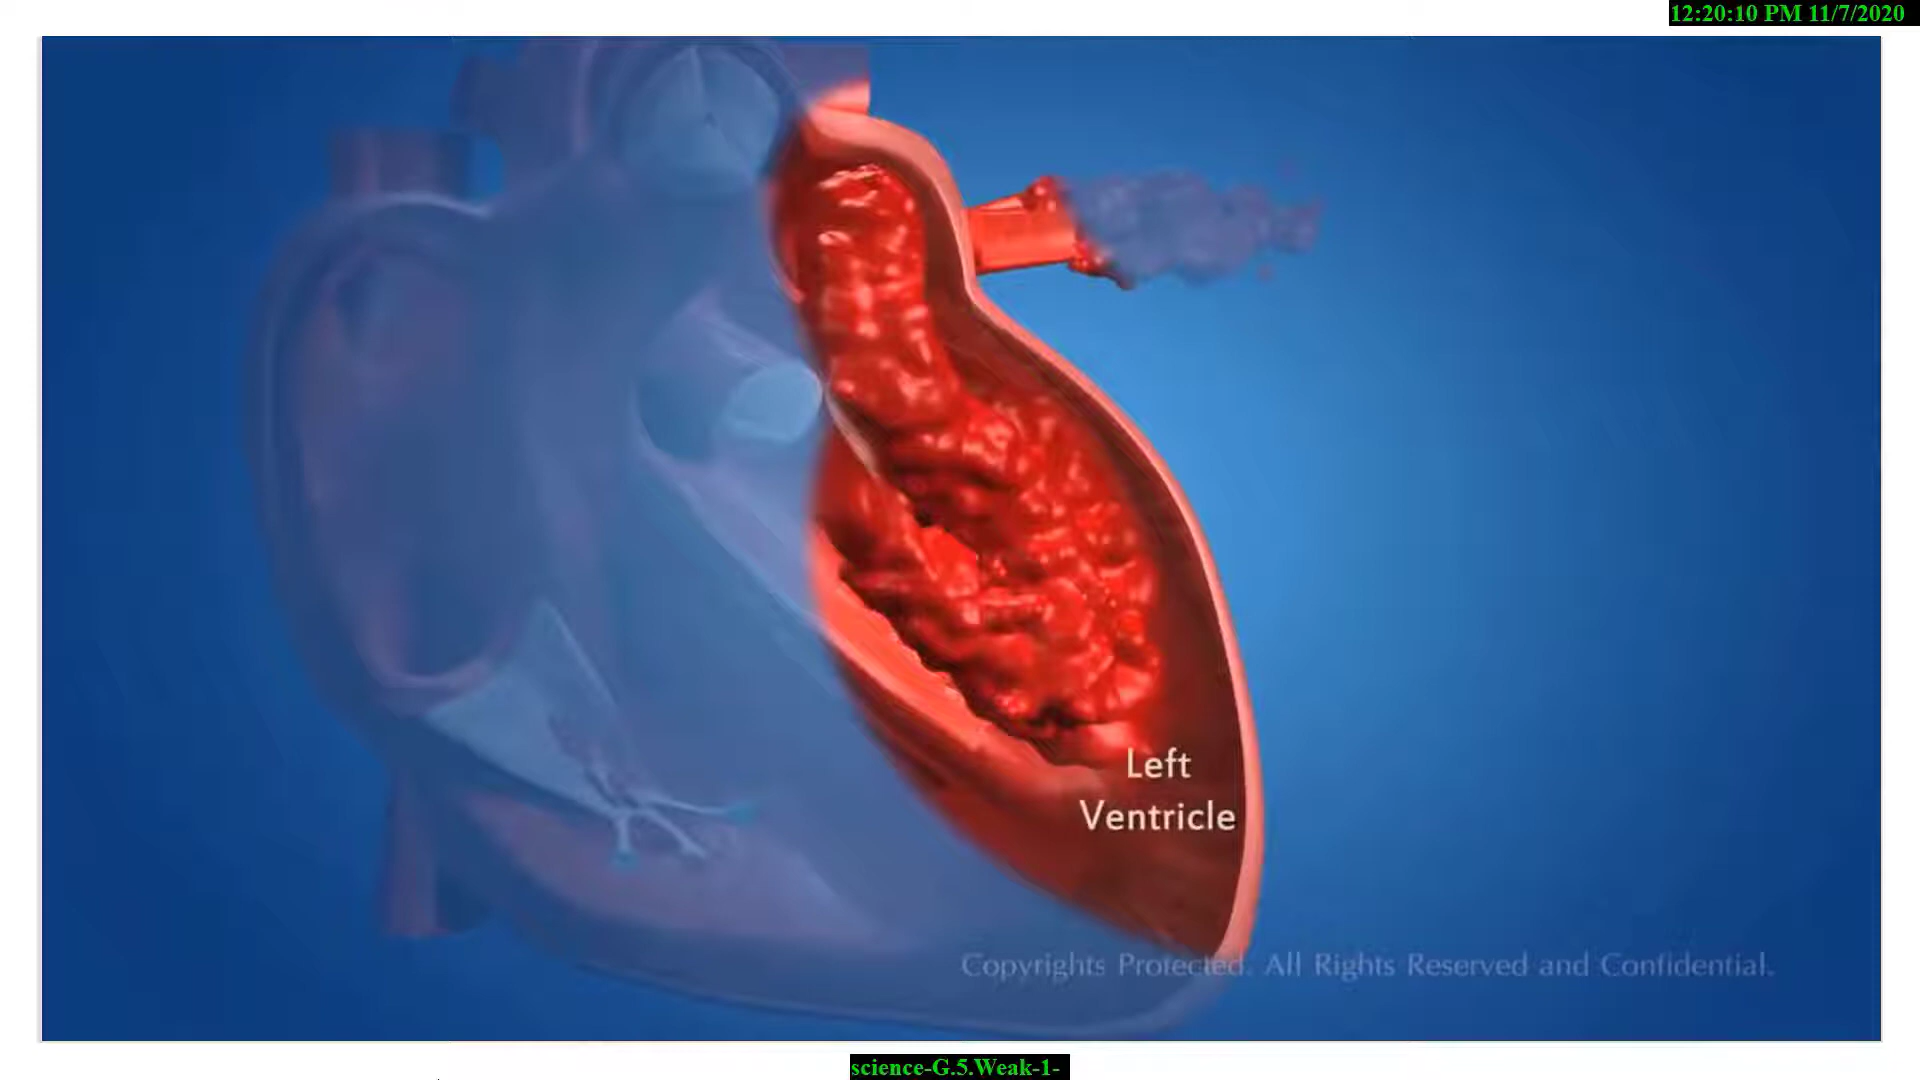 12:20:10 PM 11/7/2020
Left
Ventricle
Copyrights Protected. All Rights Reserved and Confidential.
science-G.5.Weak-1-